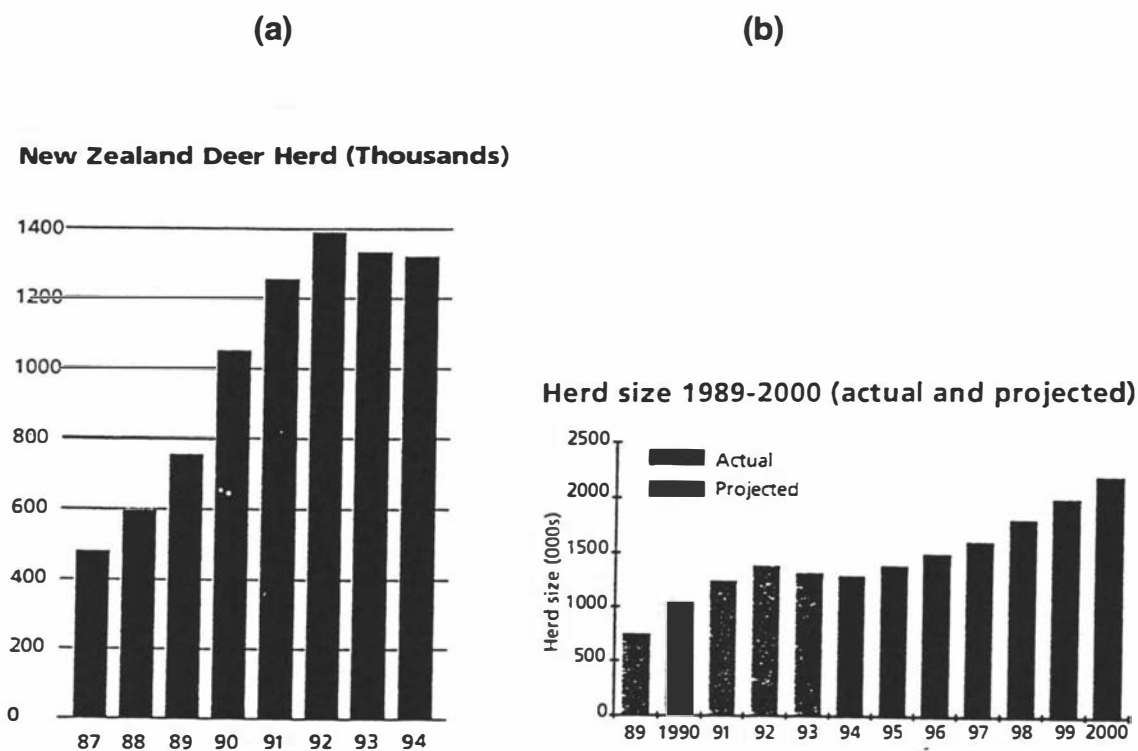 (a)
(b)
New Zealand Deer Herd (Thousands)
1400
1200
1000
800
600
400
200
0
87 88 89 90 91 92 93 94
Herd size 1989-2000 (actual and projected)
Herd size (000s)
2500
2000
1500
1000
500
0
Actual
Projected
89 1990 91 92 93 94 95 96 97 98 99 2000